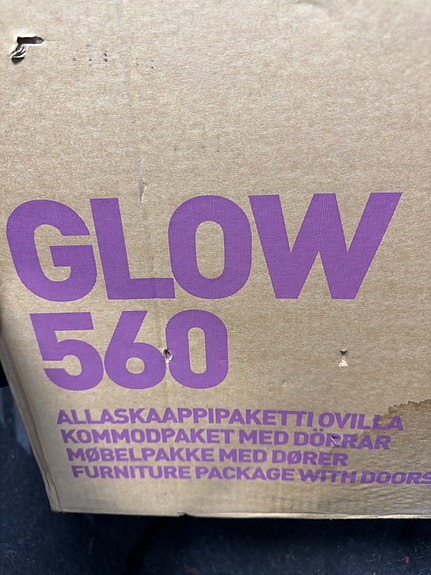 GLOW
560
ALLASKAAPPIPAKETTI OVILLA
KOMMODPAKET MED DÖRRAR
MØBELPAKKE MED DØRER
FURNITURE PACKAGE WITH DOORS